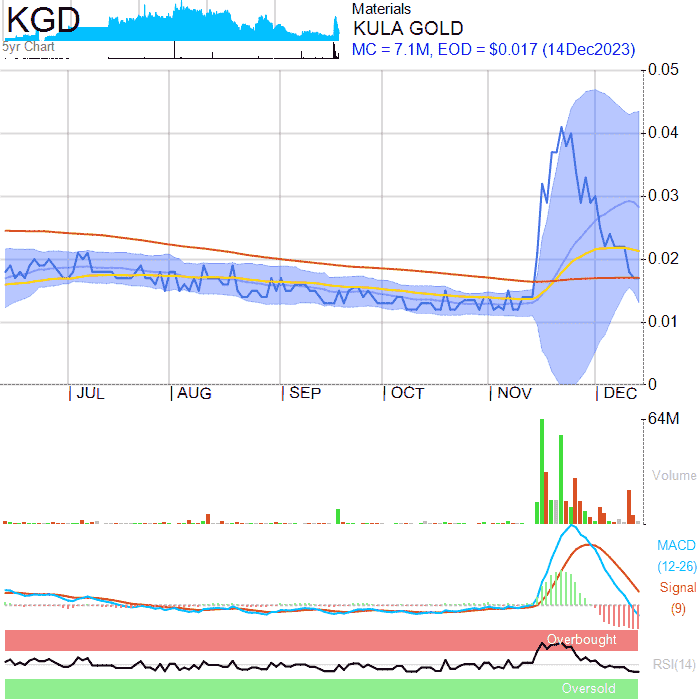 KGD
5yr Chart
Materials
KULA GOLD
MC = 7.1M, EOD = $0.017 (14Dec2023)
0.05
0.04
0.03
0.02
0.01
0
JUL AUG SEP OCT NOV DEC
64M
Volume
MACD
(12-26)
Signal
(9)
Overbought
RSI(14)
Oversold